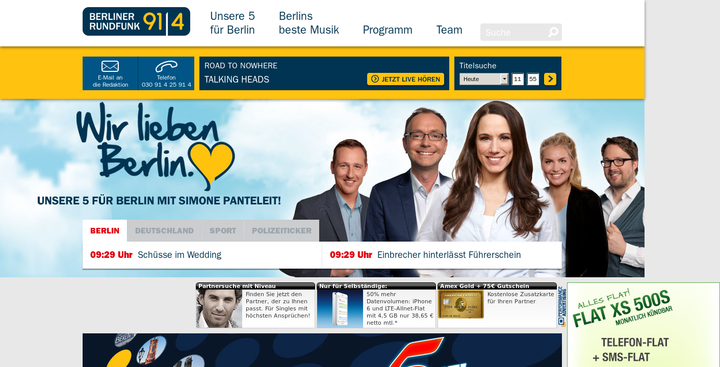 BERLINER
RUNDFUNK
91|4
Unsere 5
für Berlin
Berlins
beste Musik
Programm
Team
Suche
E-Mail an
die Redaktion
Telefon
030 91 4 25 91 4
ROAD TO NOWHERE
TALKING HEADS
JETZT LIVE HÖREN
Titelsuche
Heute
11
55
Wir lieben
Berlin.
UNSERE 5 FÜR BERLIN MIT SIMONE PANTELEIT!
BERLIN
DEUTSCHLAND
SPORT
POLIZEITICKER
09:29 Uhr Schüsse im Wedding
09:29 Uhr Einbrecher hinterlässt Führerschein
Partnersuche mit Niveau
Finden Sie jetzt den
Partner, der zu Ihnen
passt. Für Singles mit
höchsten Ansprüchen!
Nur für Selbständige:
50% mehr
Datenvolumen: iPhone
6 und LTE-Allnet-Flat
mit 4.5 GB nur 38,65 €
netto mtl.*
Amex Gold + 75€ Gutschein
Kostenlose Zusatzkarte
für Ihren Partner
ALLES FLAT!
FLAT XS 500S
MONATLICH KÜNDBAR
TELEFON-FLAT
+ SMS-FLAT